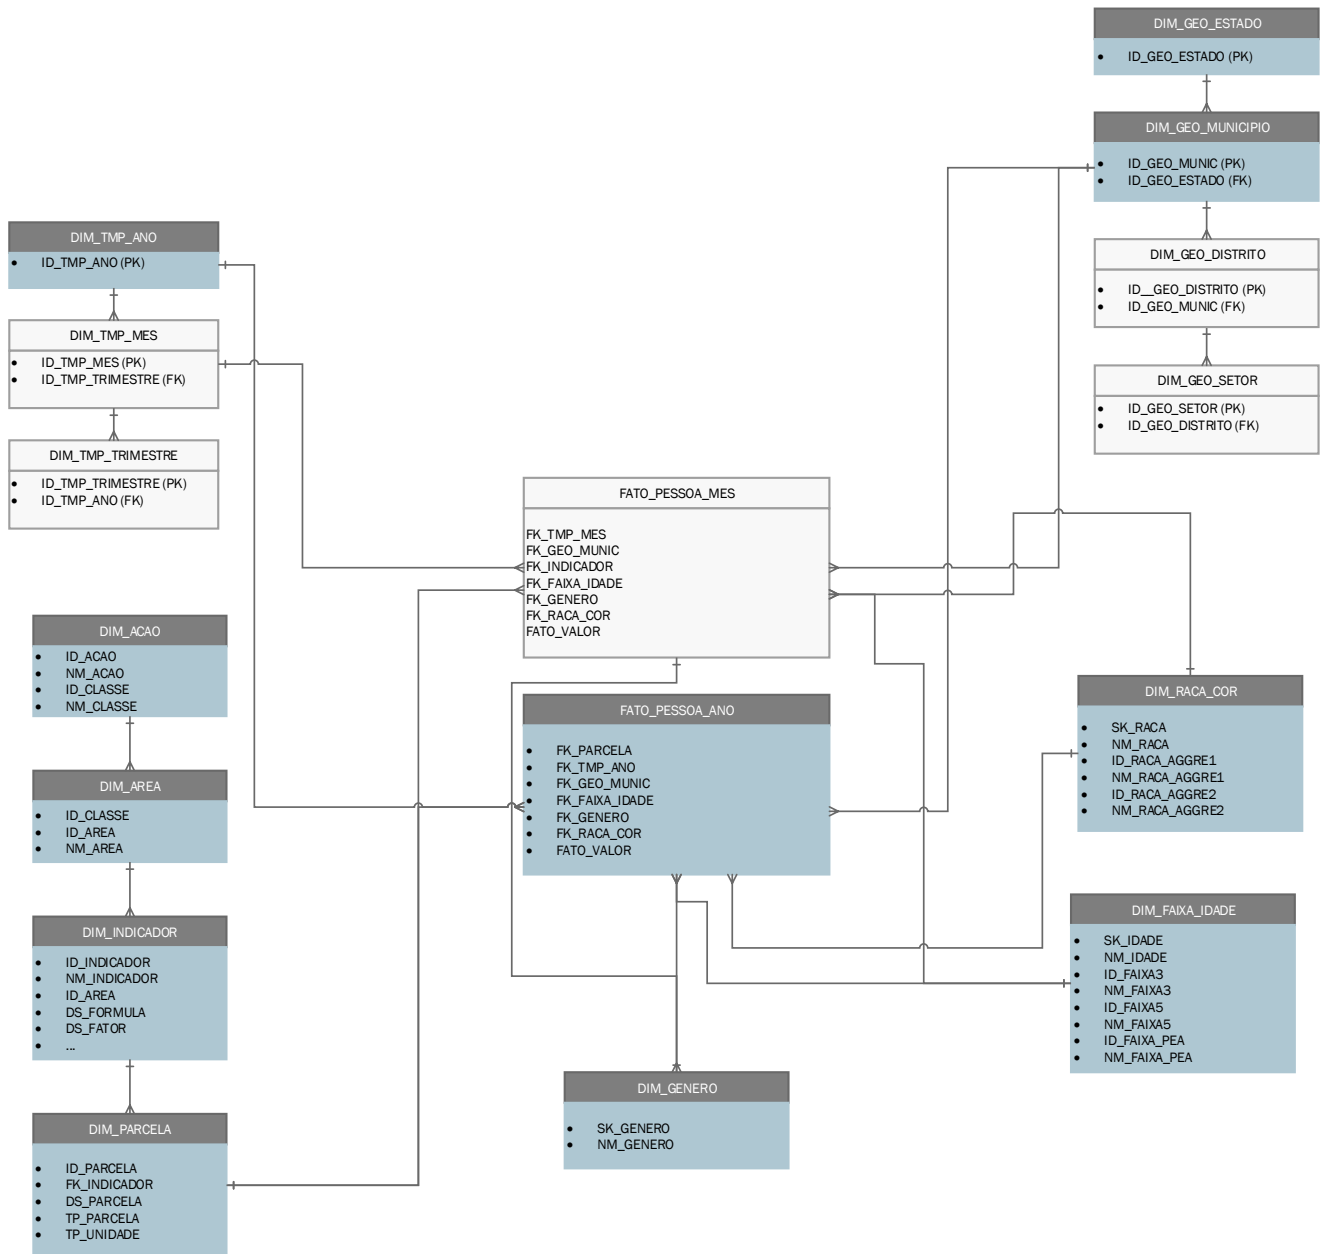 DIM_GEO_ESTADO
• ID_GEO_ESTADO (PK)
DIM_GEO_MUNICIPIO
• ID_GEO_MUNIC (PK)
• ID_GEO_ESTADO (FK)
DIM_GEO_DISTRITO
• ID__GEO_DISTRITO (PK)
• ID_GEO_MUNIC (FK)
DIM_GEO_SETOR
• ID_GEO_SETOR (PK)
• ID_GEO_DISTRITO (FK)
DIM_TMP_ANO
• ID_TMP_ANO (PK)
DIM_TMP_MES
• ID_TMP_MES (PK)
• ID_TMP_TRIMESTRE (FK)
DIM_TMP_TRIMESTRE
• ID_TMP_TRIMESTRE (PK)
• ID_TMP_ANO (FK)
FATO_PESSOA_MES
FK_TMP_MES
FK_GEO_MUNIC
FK_INDICADOR
FK_FAIXA_IDADE
FK_GENERO
FK_RACA_COR
FATO_VALOR
DIM_ACAO
• ID_ACAO
• NM_ACAO
• ID_CLASSE
• NM_CLASSE
DIM_AREA
• ID_CLASSE
• ID_AREA
• NM_AREA
DIM_INDICADOR
• ID_INDICADOR
• NM_INDICADOR
• ID_AREA
• DS_FORMULA
• DS_FATOR
• ...
DIM_PARCELA
• ID_PARCELA
• FK_INDICADOR
• DS_PARCELA
• TP_PARCELA
• TP_UNIDADE
FATO_PESSOA_ANO
• FK_PARCELA
• FK_TMP_ANO
• FK_GEO_MUNIC
• FK_FAIXA_IDADE
• FK_GENERO
• FK_RACA_COR
• FATO_VALOR
DIM_RACA_COR
• SK_RACA
• NM_RACA
• ID_RACA_AGGRE1
• NM_RACA_AGGRE1
• ID_RACA_AGGRE2
• NM_RACA_AGGRE2
DIM_FAIXA_IDADE
• SK_IDADE
• NM_IDADE
• ID_FAIXA3
• NM_FAIXA3
• ID_FAIXA5
• NM_FAIXA5
• ID_FAIXA_PEA
• NM_FAIXA_PEA
DIM_GENERO
• SK_GENERO
• NM_GENERO